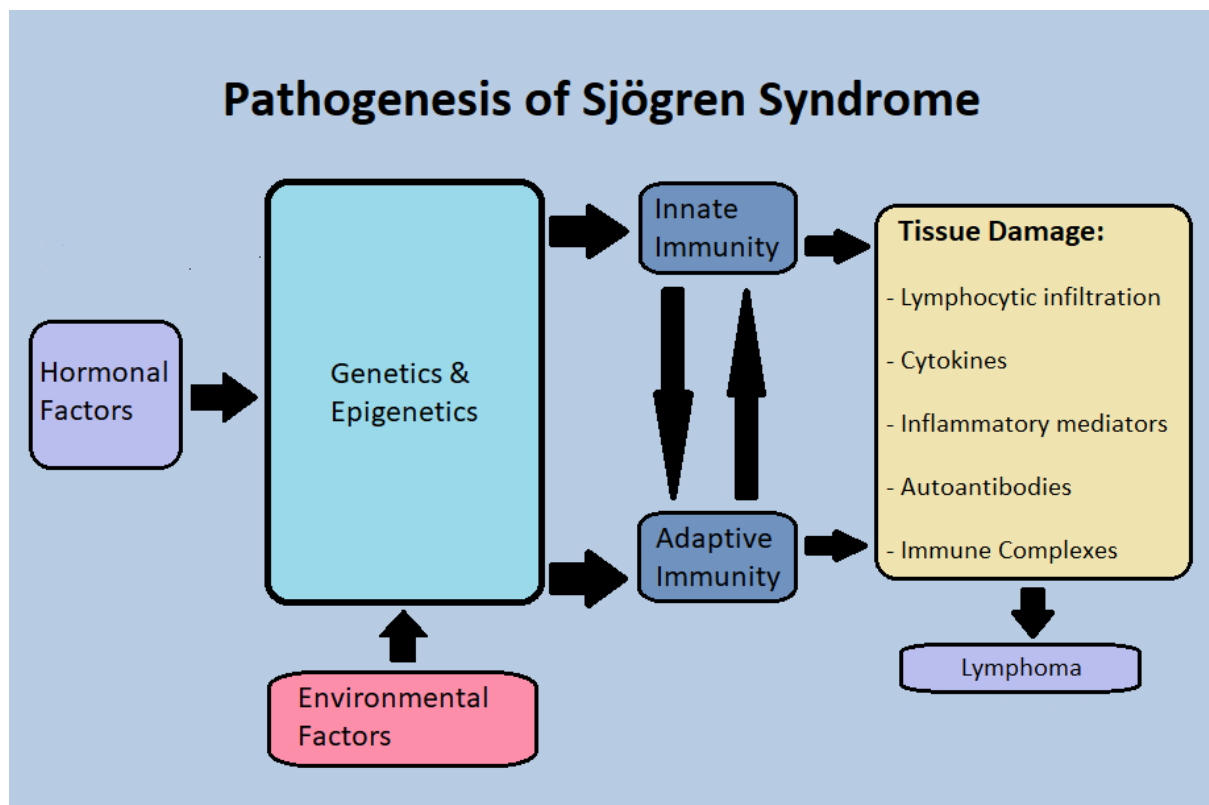 Pathogenesis of Sjögren Syndrome
Hormonal
Factors
Genetics &
Epigenetics
Environmental
Factors
Innate
Immunity
Adaptive
Immunity
Tissue Damage:
- Lymphocytic infiltration
- Cytokines
- Inflammatory mediators
- Autoantibodies
- Immune Complexes
Lymphoma